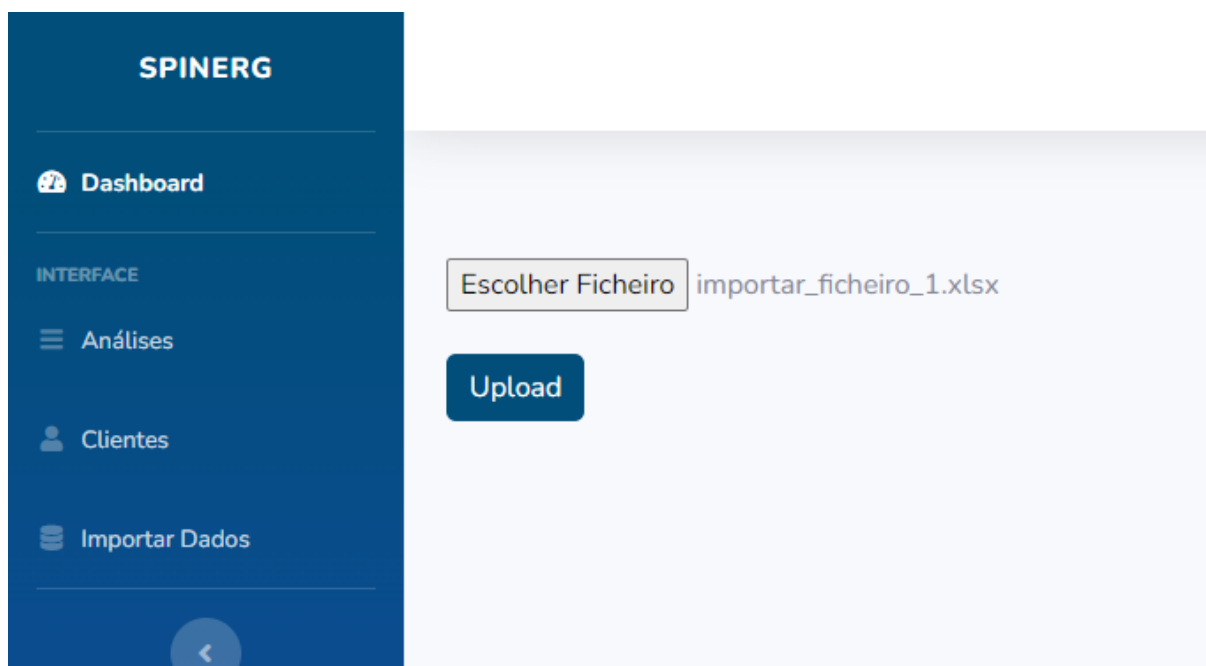 SPINERG
Dashboard
INTERFACE
Análises
Clientes
Importar Dados
Escolher Ficheiro importar_ficheiro_1.xlsx
Upload